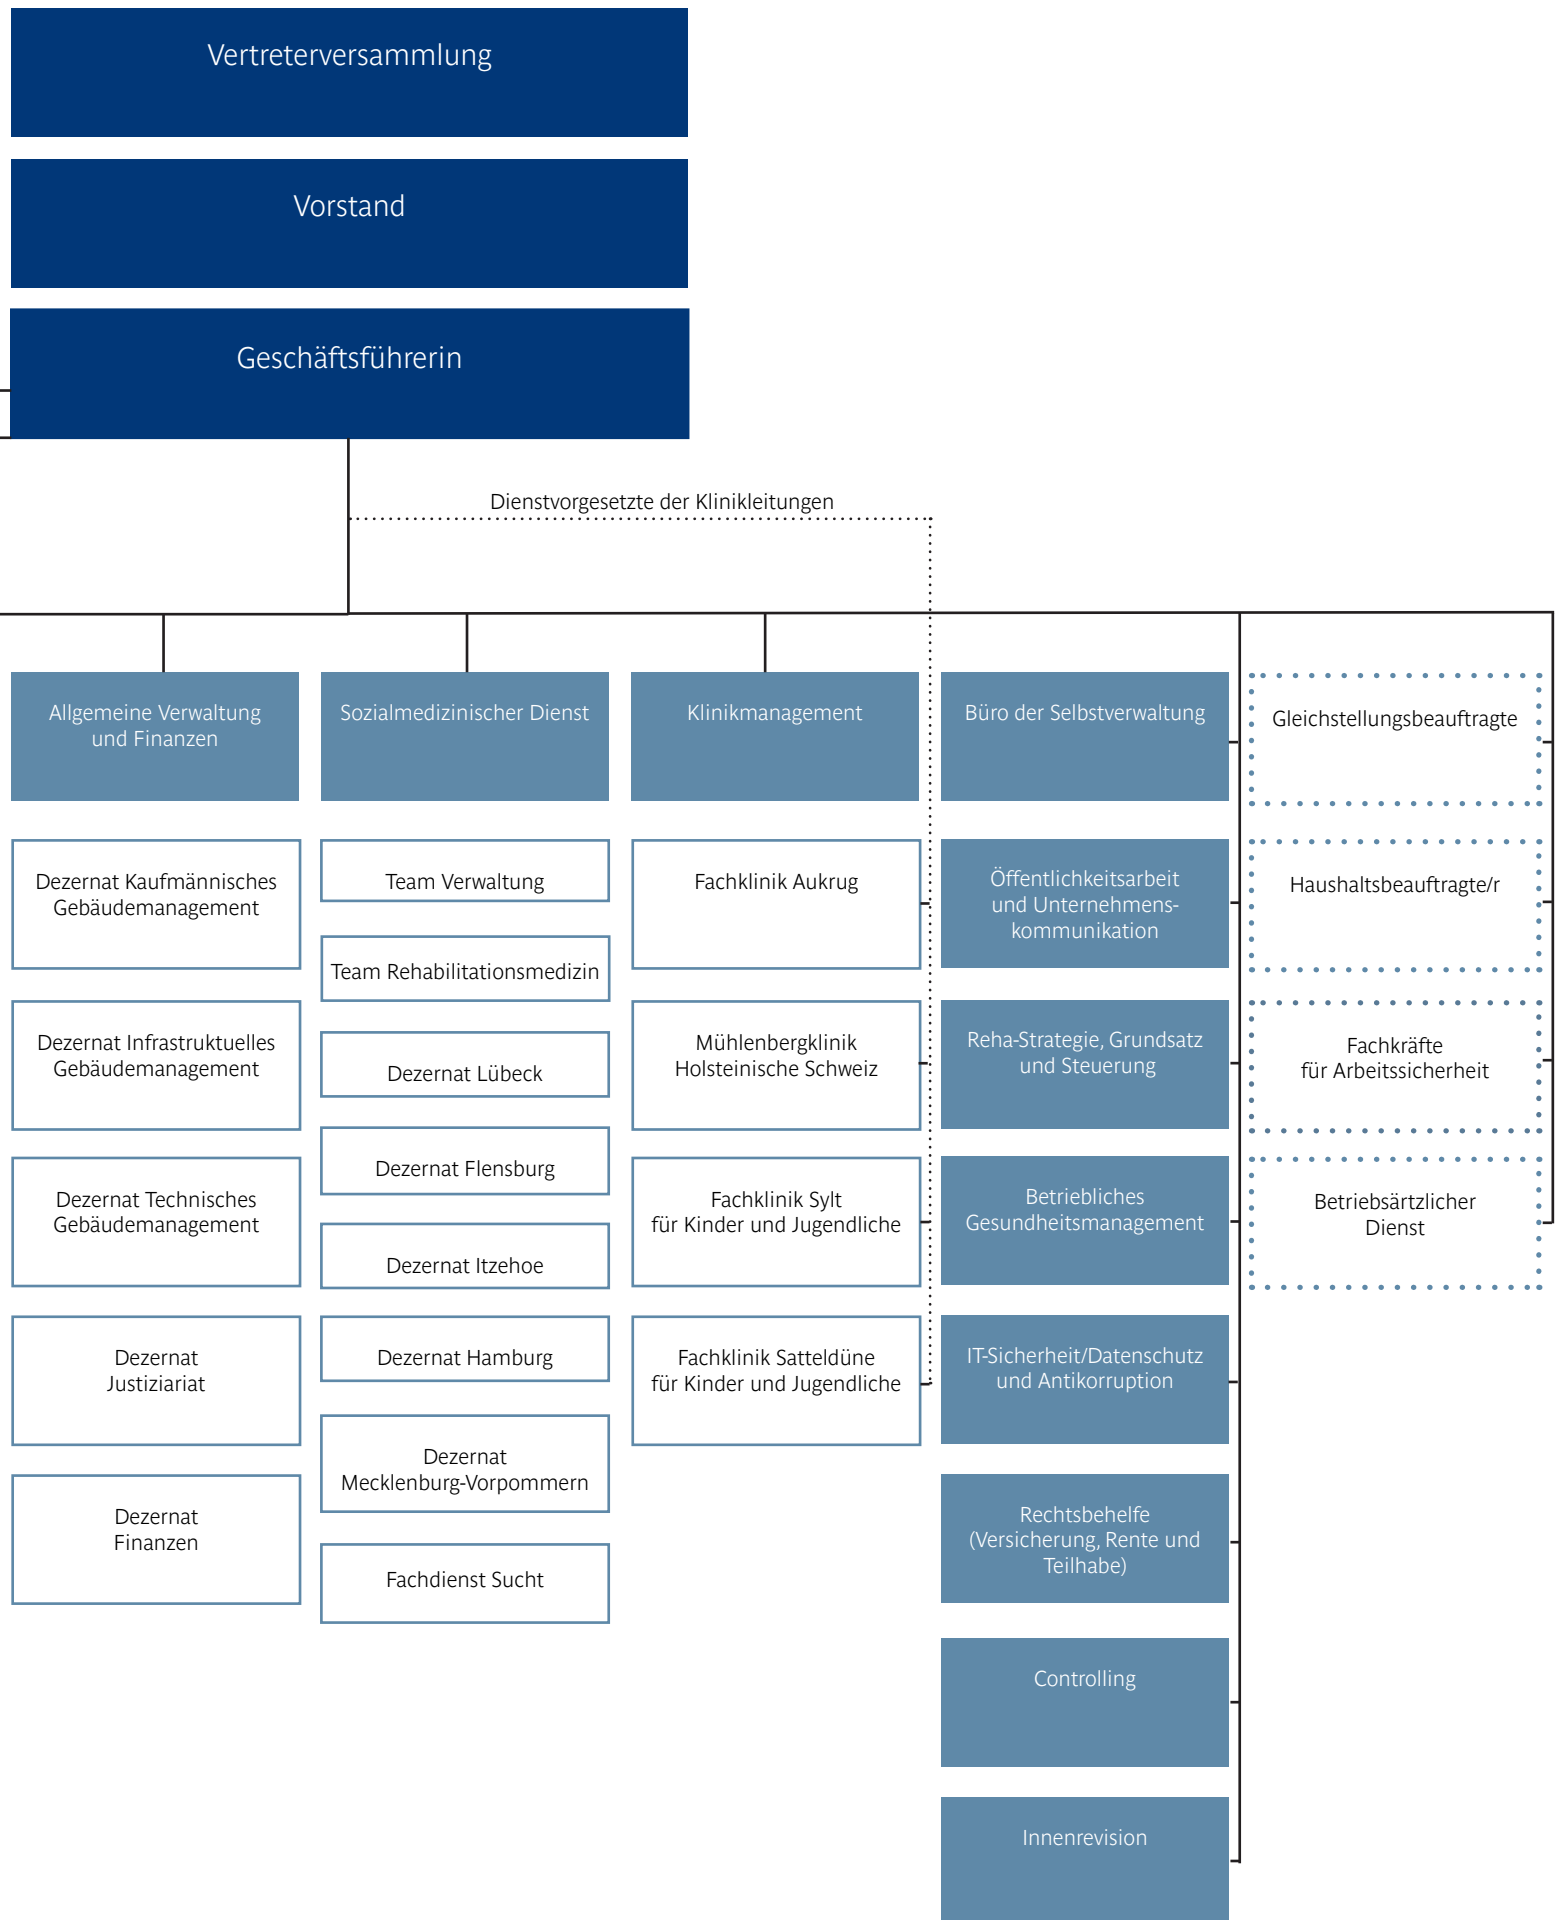 Vertreterversammlung
Vorstand
Geschäftsführerin
Dienstvorgesetzte der Klinikleitungen
Allgemeine Verwaltung
und Finanzen
Dezernat Kaufmännisches
Gebäudemanagement
Dezernat Infrastruktuelles
Gebäudemanagement
Dezernat Technisches
Gebäudemanagement
Dezernat
Justiziariat
Dezernat
Finanzen
Sozialmedizinischer Dienst
Team Verwaltung
Team Rehabilitationsmedizin
Dezernat Lübeck
Dezernat Flensburg
Dezernat Itzehoe
Dezernat Hamburg
Dezernat
Mecklenburg-Vorpommern
Fachdienst Sucht
Klinikmanagement
Fachklinik Aukrug
Mühlenbergklinik
Holsteinische Schweiz
Fachklinik Sylt
für Kinder und Jugendliche
Fachklinik Satteldüne
für Kinder und Jugendliche
Büro der Selbstverwaltung
Öffentlichkeitsarbeit
und Unternehmens-
kommunikation
Reha-Strategie, Grundsatz
und Steuerung
Betriebliches
Gesundheitsmanagement
IT-Sicherheit/Datenschutz
und Antikorruption
Rechtsbehelfe
(Versicherung, Rente und
Teilhabe)
Controlling
Innenrevision
Gleichstellungsbeauftragte
Haushaltsbeauftragte/r
Fachkräfte
für Arbeitssicherheit
Betriebsärtzlicher
Dienst